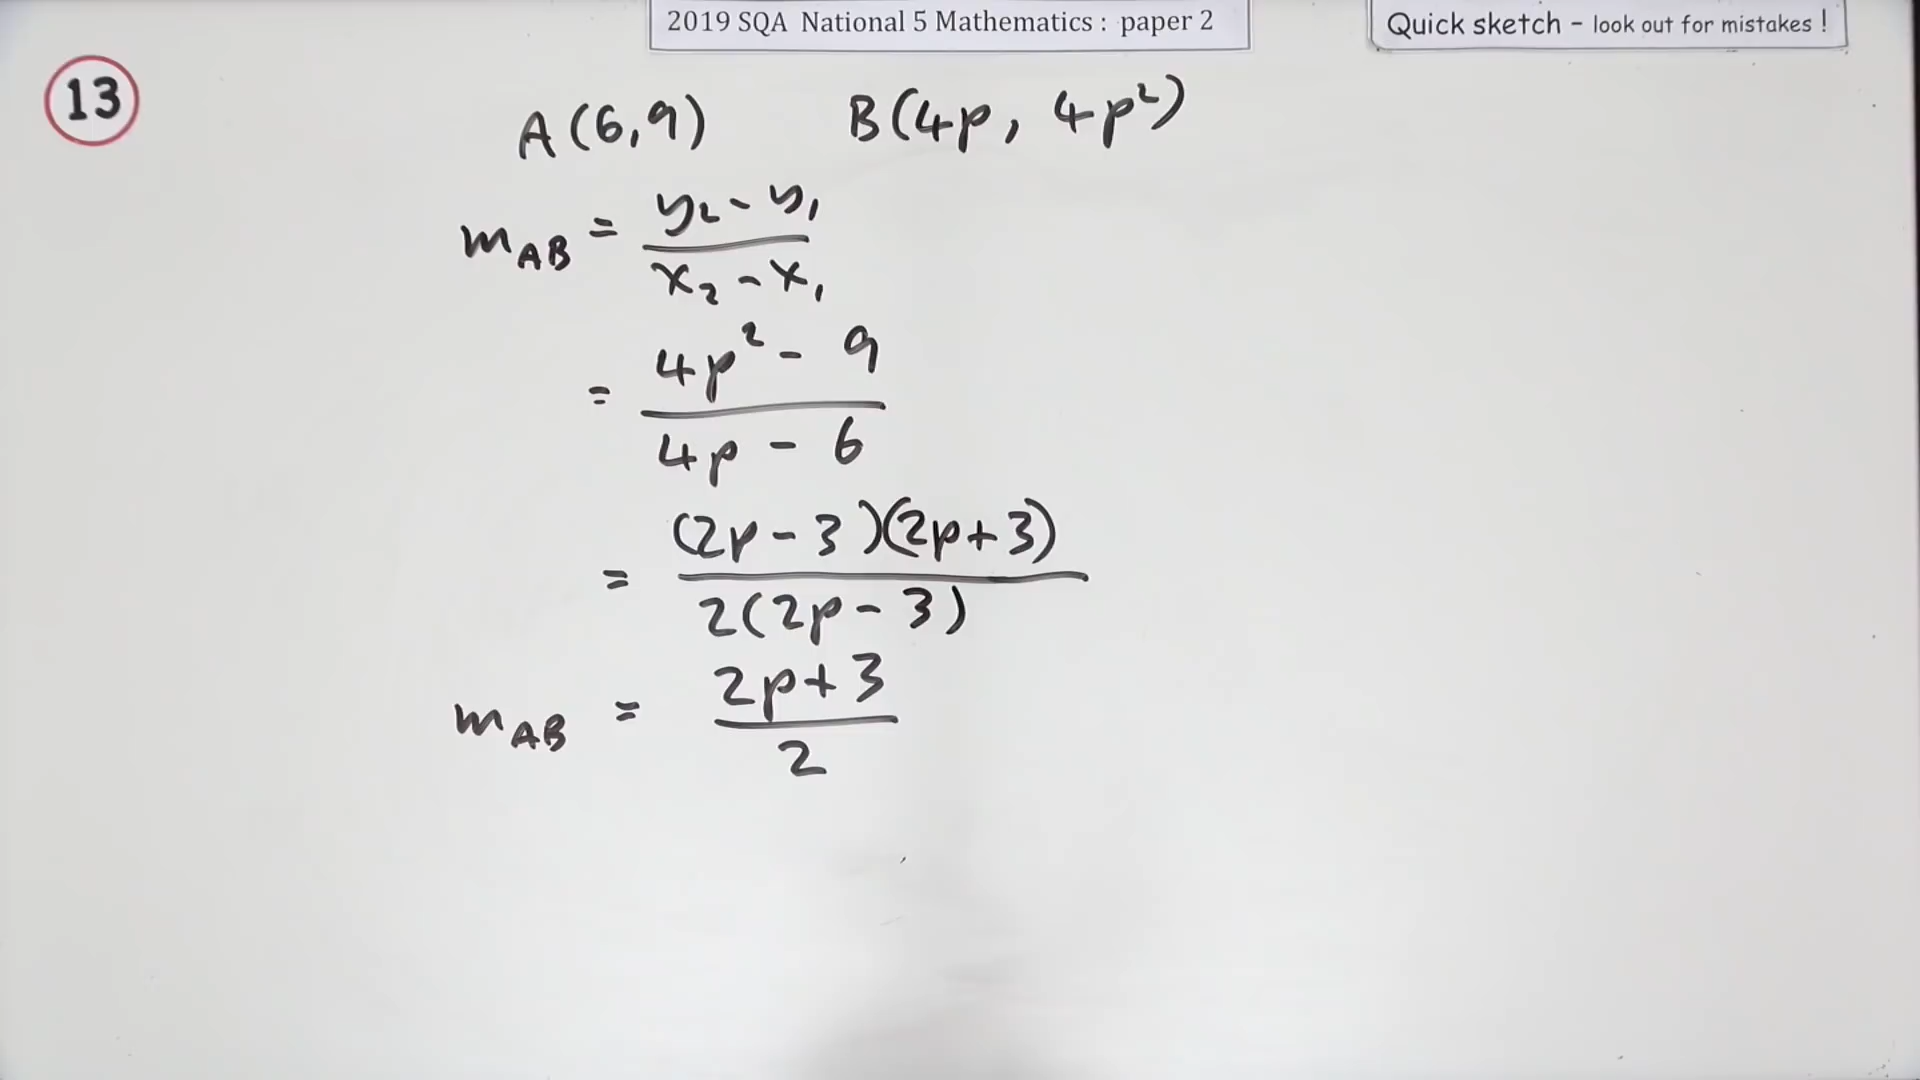 2019 SQA National 5 Mathematics : paper 2
Quick sketch - look out for mistakes !
13
A(6,9) B(4p, 4p²)
m_AB = (y₂ - y₁)/(x₂ - x₁)
= (4p² - 9)/(4p - 6)
= (2p - 3)(2p + 3)/2(2p - 3)
m_AB = (2p + 3)/2